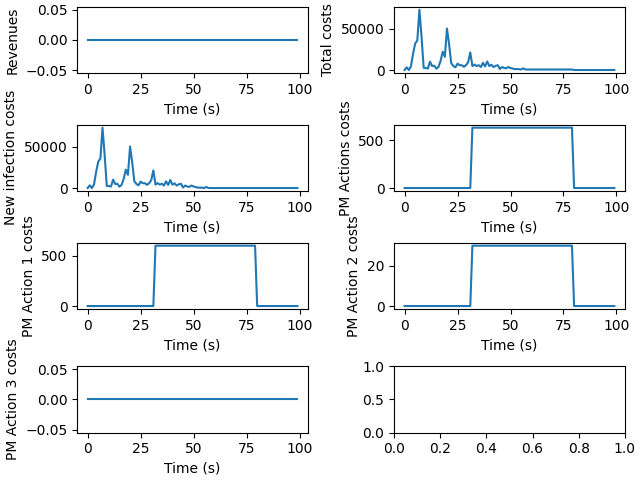 Revenues
0.05
0.00
−0.05
0 25 50 75 100
Time (s)
Total costs
50000
0
0 25 50 75 100
Time (s)
New infection costs
50000
0
0 25 50 75 100
Time (s)
PM Actions costs
500
0
0 25 50 75 100
Time (s)
PM Action 1 costs
500
0
0 25 50 75 100
Time (s)
PM Action 2 costs
20
0
0 25 50 75 100
Time (s)
PM Action 3 costs
0.05
0.00
−0.05
0 25 50 75 100
Time (s)
1.0
0.5
0.0
0.0 0.2 0.4 0.6 0.8 1.0